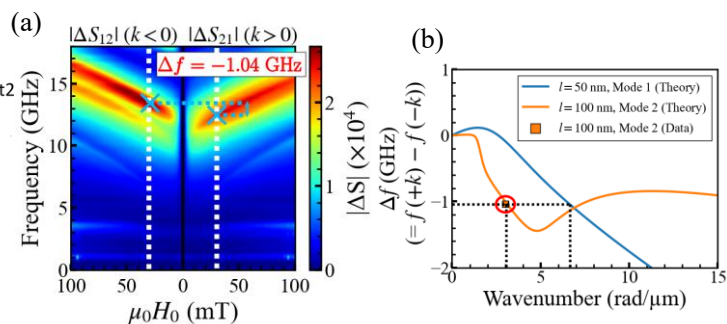 (a)
|ΔS₁₂| (k<0) |ΔS₂₁|(k>0)
Δf = −1.04 GHz
t2
Frequency (GHz)
15
10
5
0
100 50 0 50 100
μ₀H₀ (mT)
2
1
0
|ΔS| (×10⁴)
(b)
l = 50 nm, Mode 1 (Theory)
l = 100 nm, Mode 2 (Theory)
l = 100 nm, Mode 2 (Data)
Δf (GHz)
(= f (+k) − f (−k))
1
0
−1
−2
0 5 10 15
Wavenumber (rad/μm)